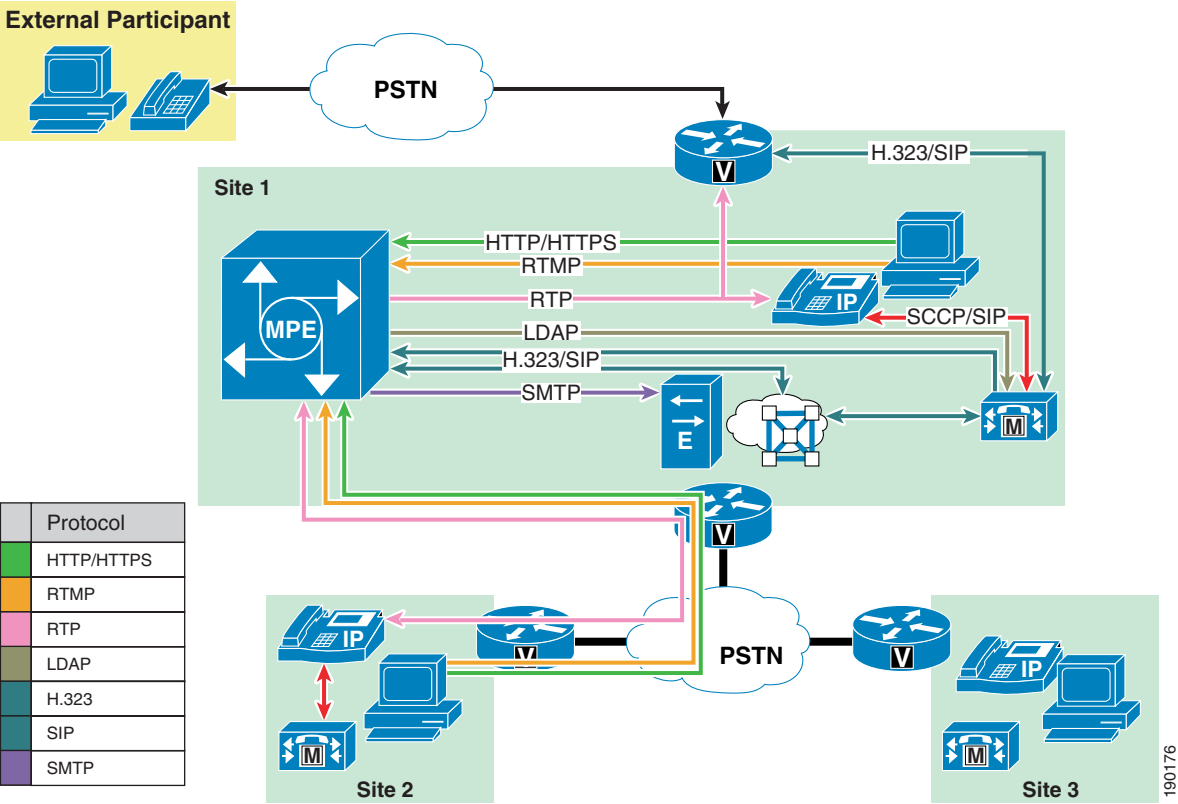 External Participant
PSTN
V
H.323/SIP
Site 1
HTTP/HTTPS
RTMP
RTP
IP
MPE
SCCP/SIP
LDAP
H.323/SIP
SMTP
E
M
V
Protocol
HTTP/HTTPS
RTMP
RTP
LDAP
H.323
SIP
SMTP
IP
V
PSTN
V
IP
M
M
Site 2
Site 3
190176